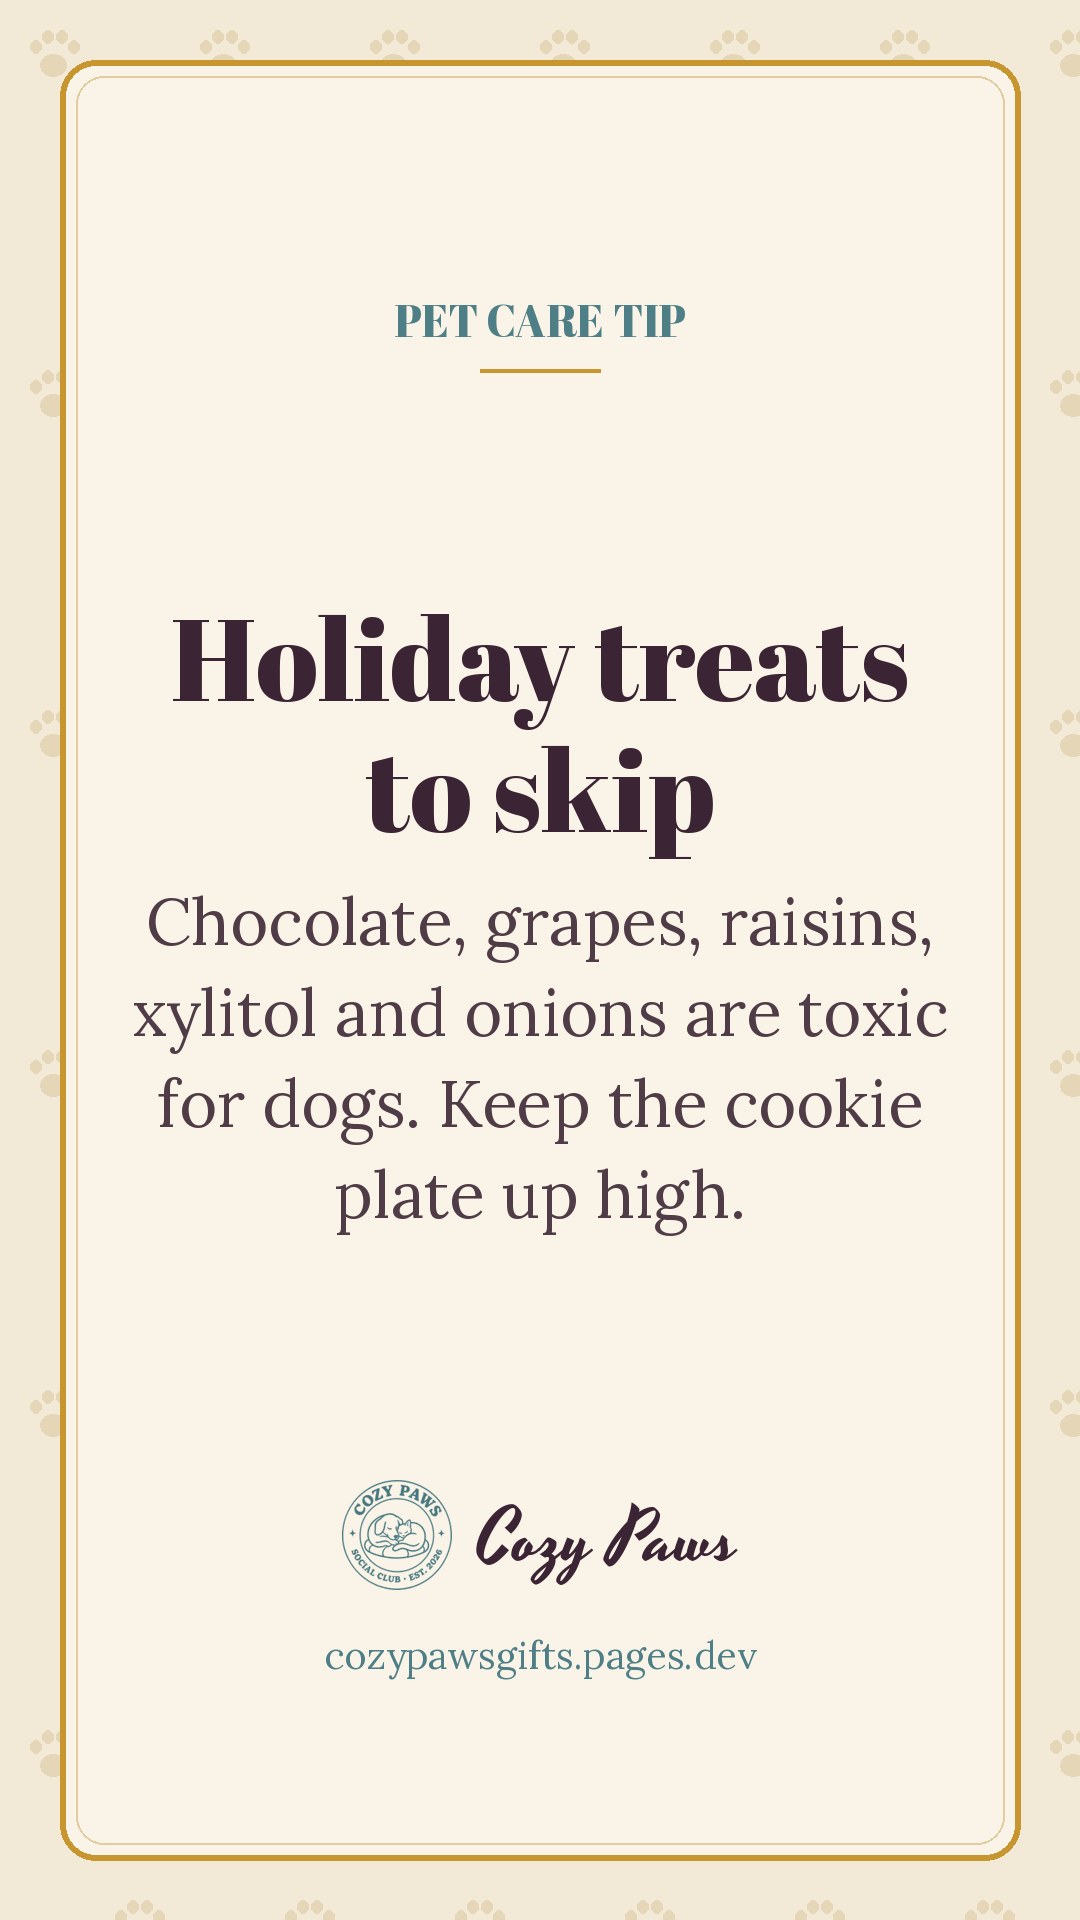 PET CARE TIP
Holiday treats
to skip
Chocolate, grapes, raisins,
xylitol and onions are toxic
for dogs. Keep the cookie
plate up high.
COZY PAWS
SOCIAL CLUB · EST. 2026
Cozy Paws
cozypawsgifts.pages.dev